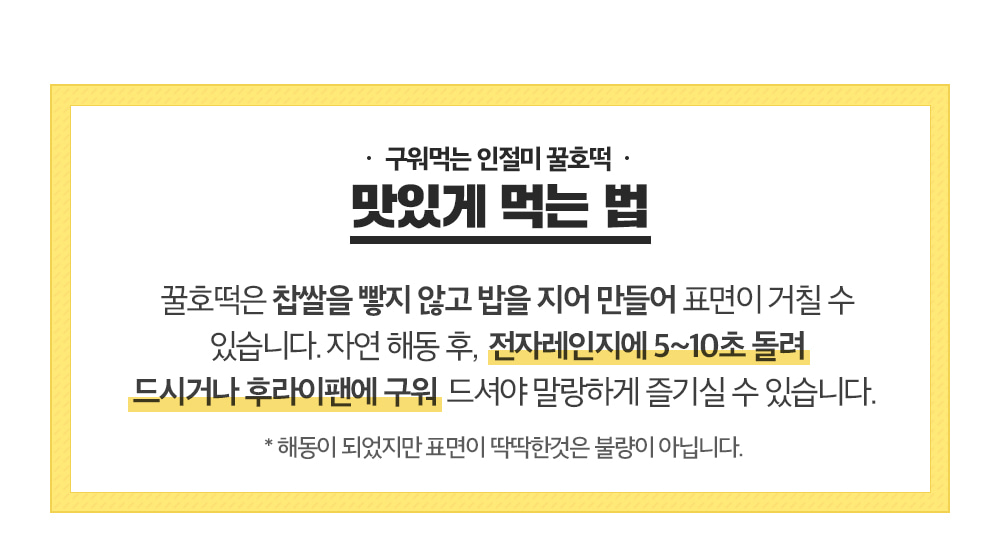 · 구워먹는 인절미 꿀호떡 ·
맛있게 먹는 법
꿀호떡은 찹쌀을 빻지 않고 밥을 지어 만들어 표면이 거칠 수
있습니다. 자연 해동 후, 전자레인지에 5~10초 돌려
드시거나 후라이팬에 구워 드셔야 말랑하게 즐기실 수 있습니다.
* 해동이 되었지만 표면이 딱딱한것은 불량이 아닙니다.